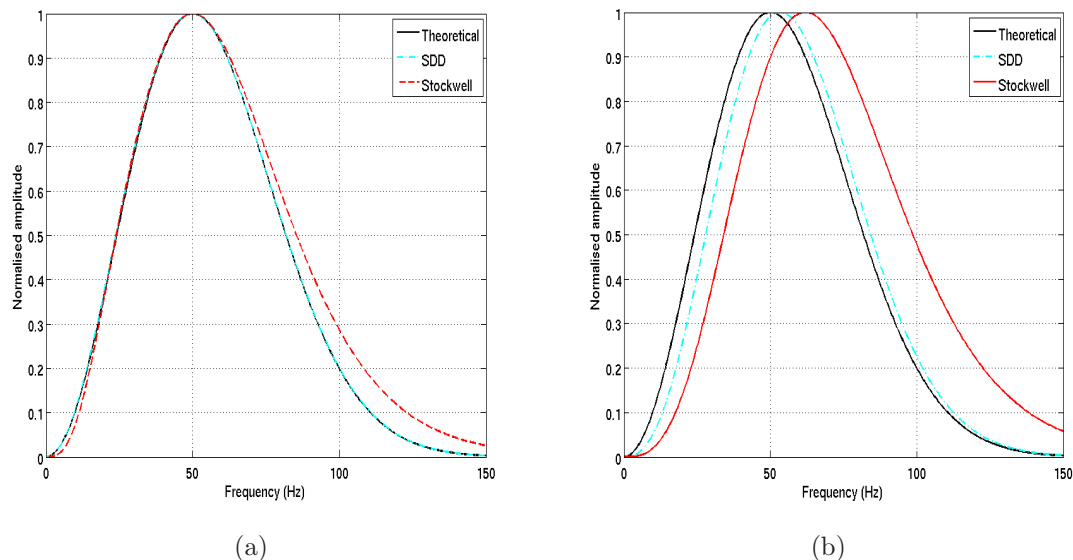 Theoretical
SDD
Stockwell
Normalised amplitude
1
0.9
0.8
0.7
0.6
0.5
0.4
0.3
0.2
0.1
0
0 50 100 150
Frequency (Hz)
(a)
Theoretical
SDD
Stockwell
Normalised amplitude
1
0.9
0.8
0.7
0.6
0.5
0.4
0.3
0.2
0.1
0
0 50 100 150
Frequency (Hz)
(b)